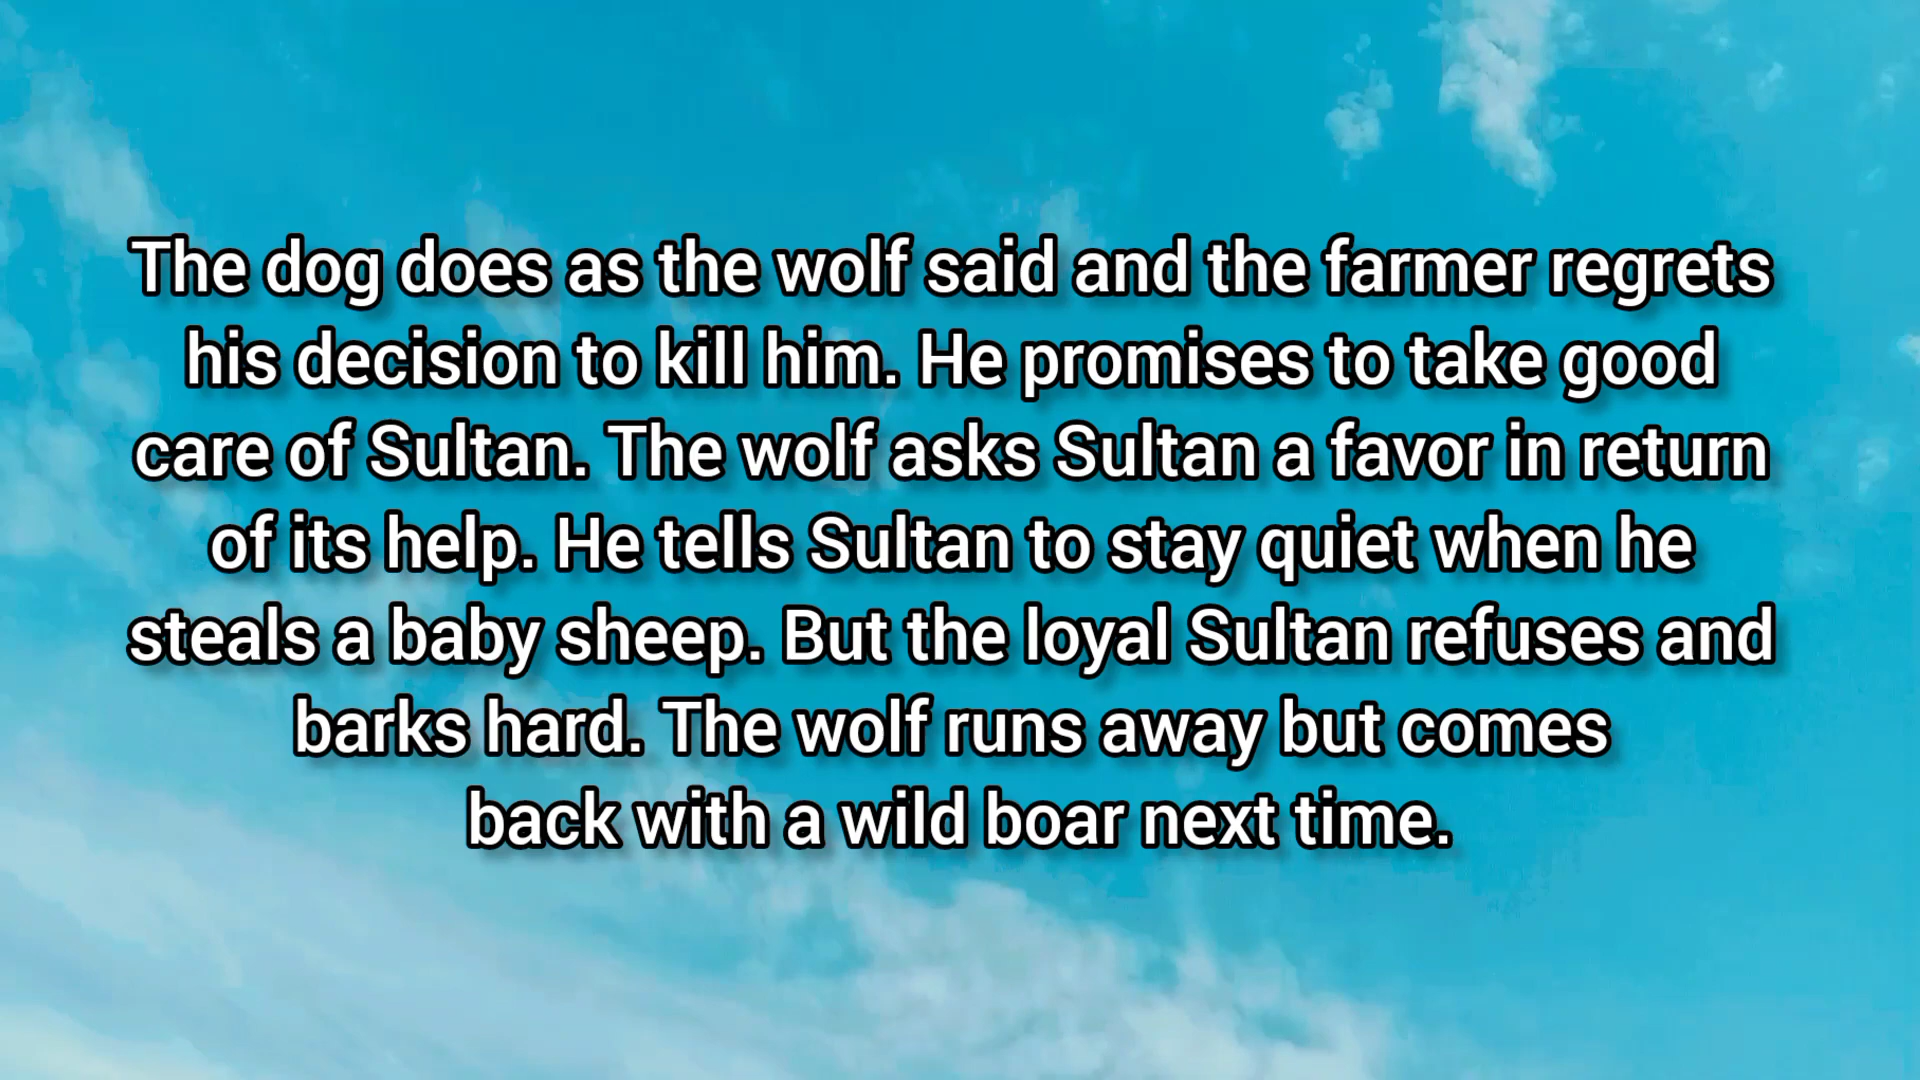 The dog does as the wolf said and the farmer regrets
his decision to kill him. He promises to take good
care of Sultan. The wolf asks Sultan a favor in return
of its help. He tells Sultan to stay quiet when he
steals a baby sheep. But the loyal Sultan refuses and
barks hard. The wolf runs away but comes
back with a wild boar next time.